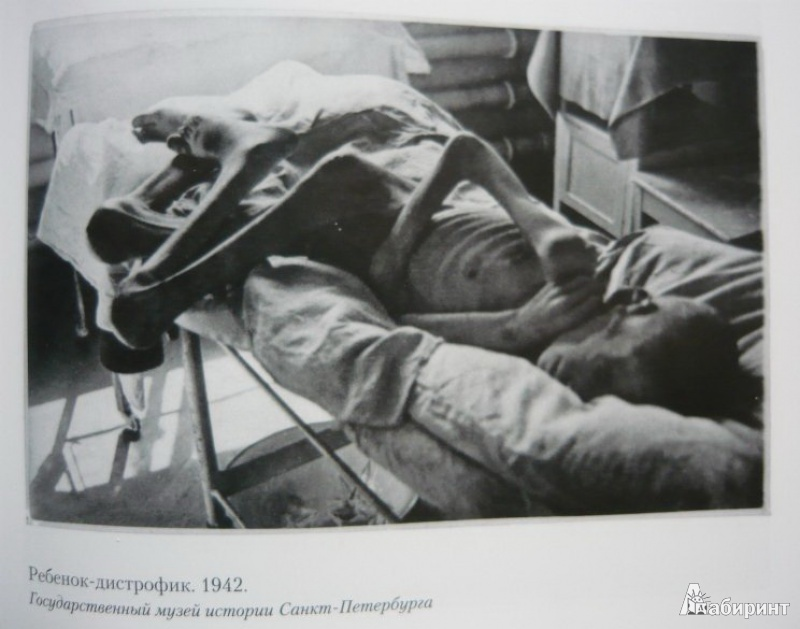 Ребенок-дистрофик. 1942.
Государственный музей истории Санкт-Петербурга
Лабиринт